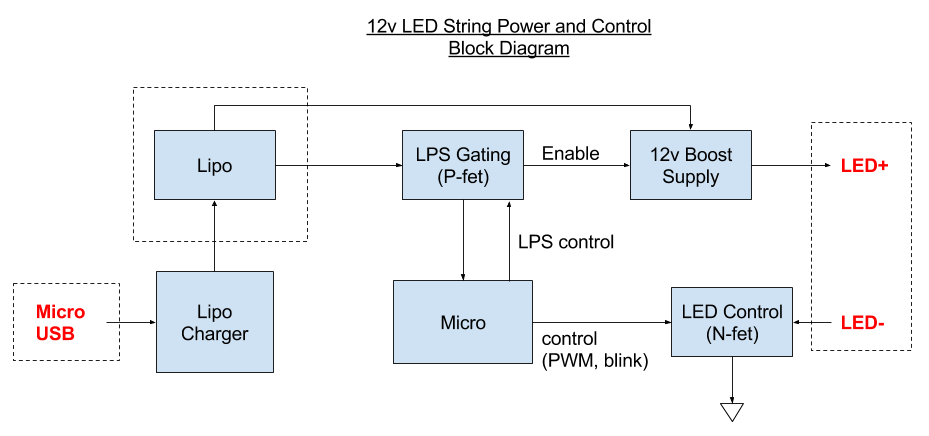 12v LED String Power and Control
Block Diagram
Lipo
LPS Gating
(P-fet)
Enable
12v Boost
Supply
LED+
LPS control
Micro
USB
Lipo
Charger
Micro
control
(PWM, blink)
LED Control
(N-fet)
LED-